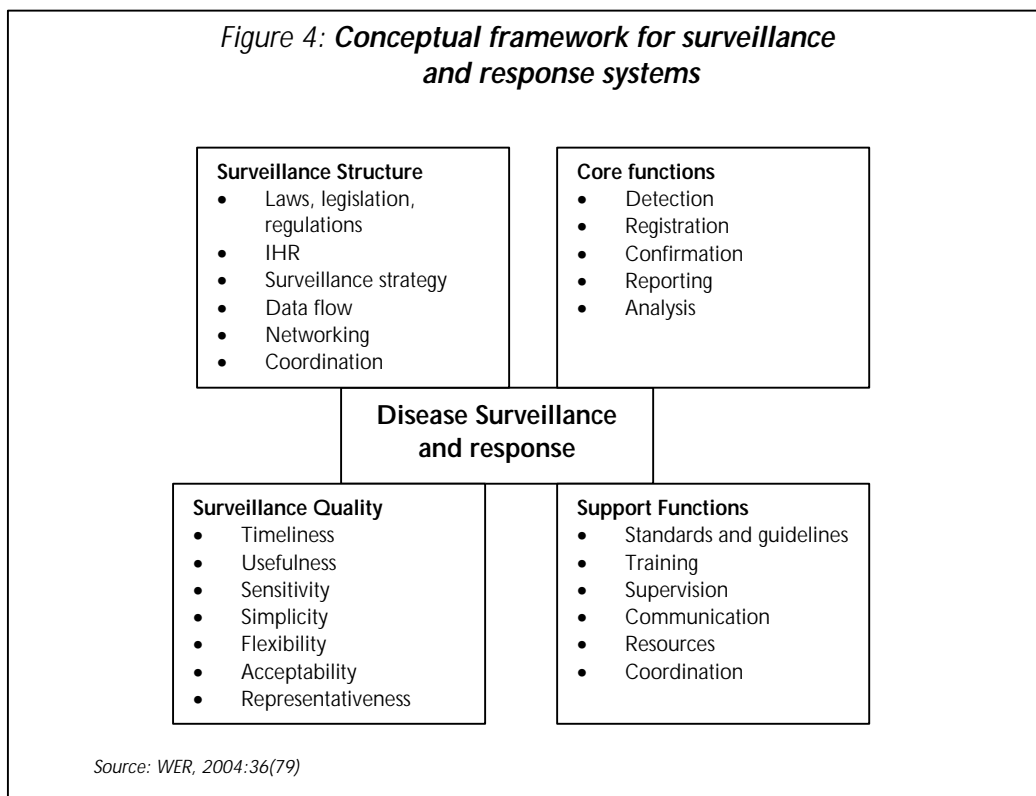 Figure 4: Conceptual framework for surveillance
and response systems
Surveillance Structure
• Laws, legislation,
regulations
• IHR
• Surveillance strategy
• Data flow
• Networking
• Coordination
Core functions
• Detection
• Registration
• Confirmation
• Reporting
• Analysis
Disease Surveillance
and response
Surveillance Quality
• Timeliness
• Usefulness
• Sensitivity
• Simplicity
• Flexibility
• Acceptability
• Representativeness
Support Functions
• Standards and guidelines
• Training
• Supervision
• Communication
• Resources
• Coordination
Source: WER, 2004:36(79)